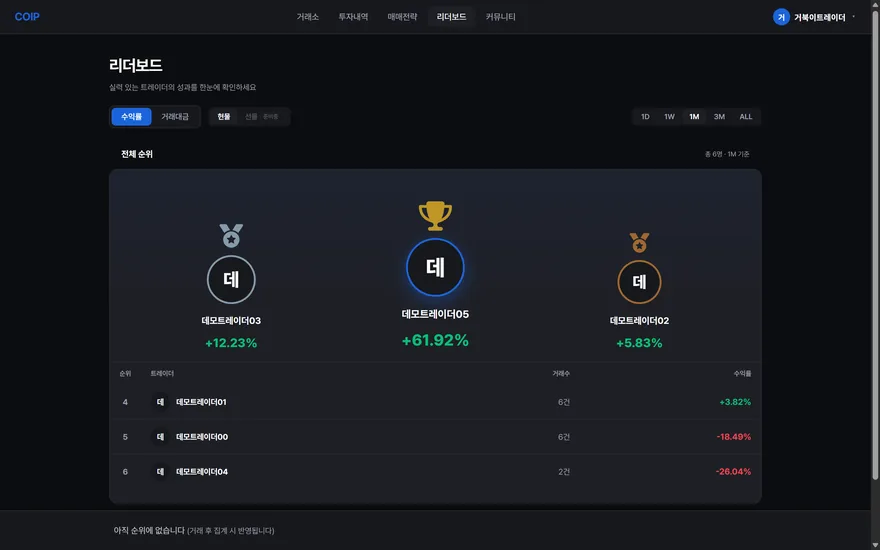 COIP 거래소 투자내역 매매전략 리더보드 커뮤니티 거 거북이트레이더
리더보드
실력 있는 트레이더의 성과를 한눈에 확인하세요
수익률 거래대금 현물 선물 준비중 1D 1W 1M 3M ALL
전체 순위 총 6명 · 1M 기준
데 데 데
데모트레이더03 데모트레이더05 데모트레이더02
+12.23% +61.92% +5.83%
순위 트레이더 거래수 수익률
4 데 데모트레이더01 6건 +3.82%
5 데 데모트레이더00 6건 -18.49%
6 데 데모트레이더04 2건 -26.04%
아직 순위에 없습니다 (거래 후 집계 시 반영됩니다)